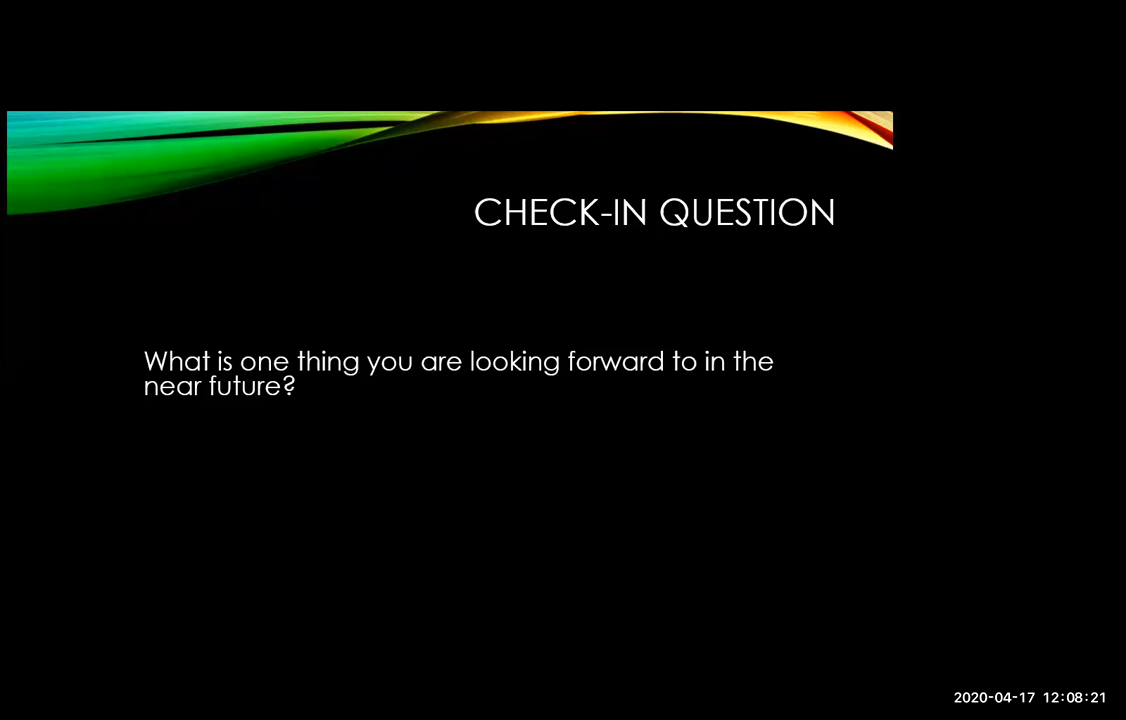 CHECK-IN QUESTION
What is one thing you are looking forward to in the
near future?
2020-04-17 12:08:21